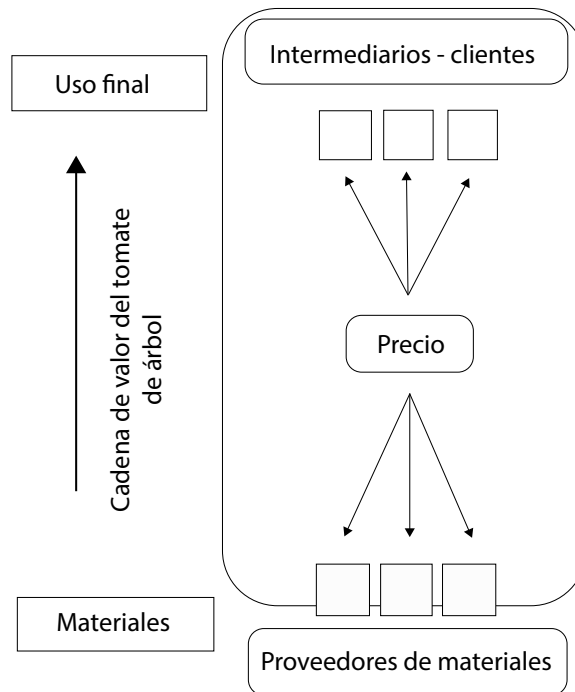 Intermediarios - clientes
Uso final
Cadena de valor del tomate
de árbol
Precio
Materiales
Proveedores de materiales